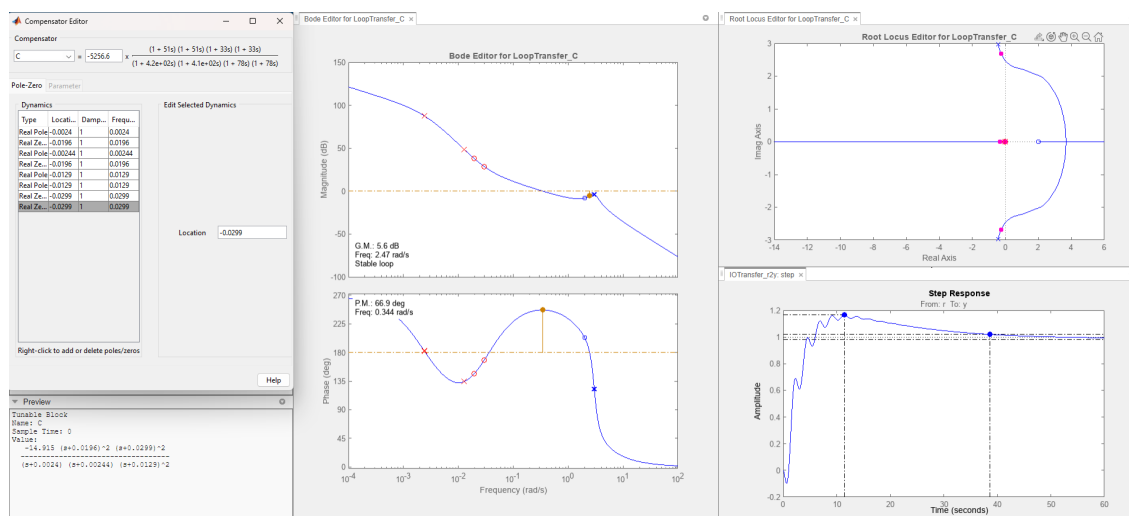 Compensator Editor
Compensator
C
= -5256.6 x
(1 + 51s) (1 + 51s) (1 + 33s) (1 + 33s)
(1 + 4.2e+02s) (1 + 4.1e+02s) (1 + 78s) (1 + 78s)
Pole-Zero Parameter
Dynamics
Type Locati... Damp... Frequ...
Real Pole -0.0024 1 0.0024
Real Ze... -0.0196 1 0.0196
Real Pole -0.00244 1 0.0024
Real Ze... -0.0196 1 0.0196
Real Pole -0.0129 1 0.0129
Real Pole -0.0129 1 0.0129
Real Ze... -0.0299 1 0.0299
Real Ze... -0.0299 1 0.0299
Right-click to add or delete poles/zeros
Edit Selected Dynamics
Location -0.0299
Help
Preview
Tunable Block
Name: C
Sample Time: 0
Value:
-14.915 (s+0.0196)^2 (s+0.0299)^2
----------------------------------
(s+0.0024) (s+0.00244) (s+0.0129)^2
Bode Editor for LoopTransfer_C ×
Bode Editor for LoopTransfer_C
150
100
50
0
-50
-100
Magnitude (dB)
G.M.: 5.6 dB
Freq: 2.47 rad/s
Stable loop
270
225
180
135
90
45
0
Phase (deg)
P.M.: 66.9 deg
Freq: 0.344 rad/s
10^-4 10^-3 10^-2 10^-1 10^0 10^1 10^2
Frequency (rad/s)
Root Locus Editor for LoopTransfer_C ×
Root Locus Editor for LoopTransfer_C
3
2
1
0
-1
-2
-3
Imag Axis
-14 -12 -10 -8 -6 -4 -2 0 2 4 6
Real Axis
IOTransfer_r2y: step ×
Step Response
From: r To: y
1.2
1
0.8
0.6
0.4
0.2
0
-0.2
Amplitude
0 10 20 30 40 50 60
Time (seconds)